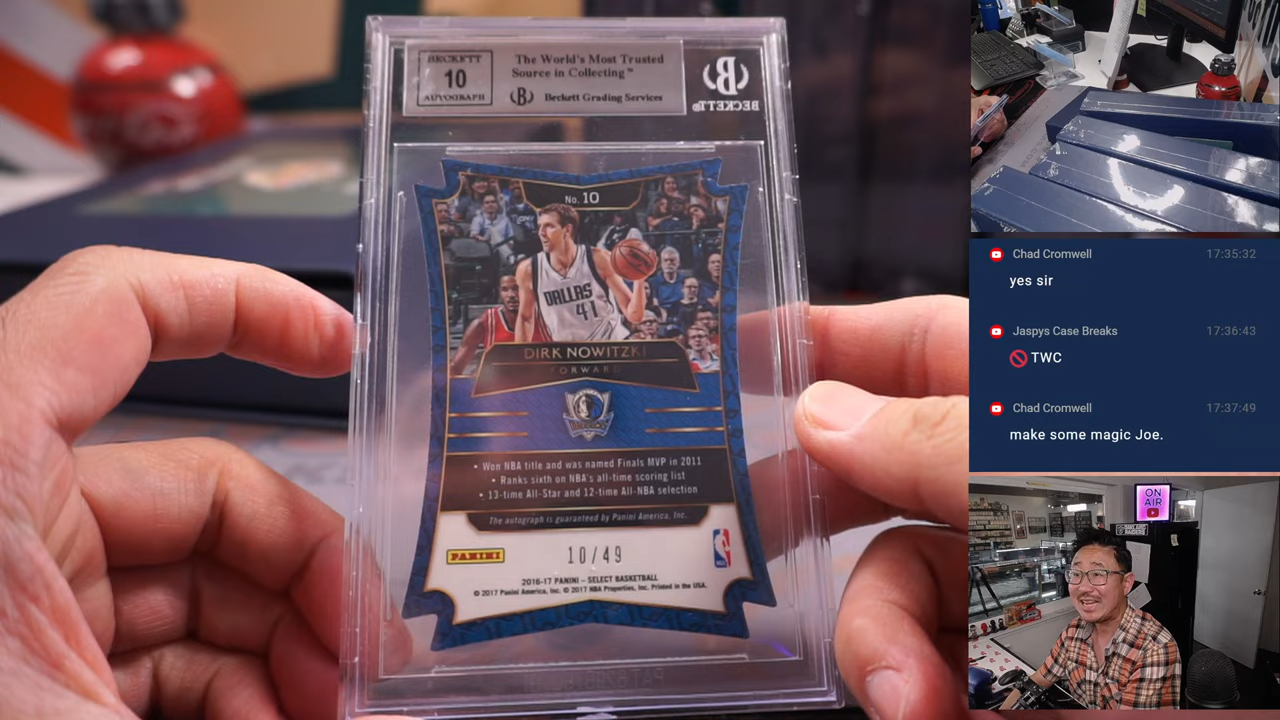 BECKETT
10
AUTOGRAPH
The World's Most Trusted
Source in Collecting™
Beckett Grading Services
BECKETT
No. 10
DALLAS
41
DIRK NOWITZKI
FORWARD
• Won NBA title and was named Finals MVP in 2011
• Ranks sixth on NBA's all-time scoring list
• 13-time All-Star and 12-time All-NBA selection
The autograph is guaranteed by Panini America, Inc.
PANINI
10/49
2016-17 PANINI – SELECT BASKETBALL
© 2017 Panini America, Inc. © 2017 NBA Properties, Inc. Printed in the USA.
Chad Cromwell 17:35:32
yes sir
Jaspys Case Breaks 17:36:43
🚫 TWC
Chad Cromwell 17:37:49
make some magic Joe.
ON
AIR